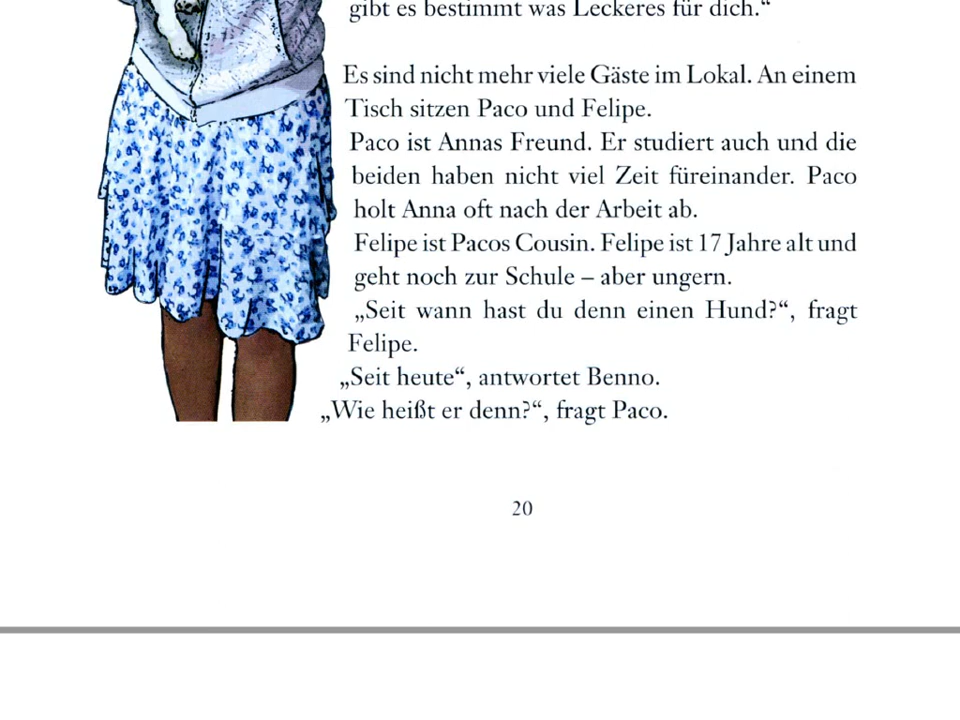 gibt es bestimmt was Leckeres für dich.“
Es sind nicht mehr viele Gäste im Lokal. An einem
Tisch sitzen Paco und Felipe.
Paco ist Annas Freund. Er studiert auch und die
beiden haben nicht viel Zeit füreinander. Paco
holt Anna oft nach der Arbeit ab.
Felipe ist Pacos Cousin. Felipe ist 17 Jahre alt und
geht noch zur Schule – aber ungern.
„Seit wann hast du denn einen Hund?“, fragt
Felipe.
„Seit heute“, antwortet Benno.
„Wie heißt er denn?“, fragt Paco.
20